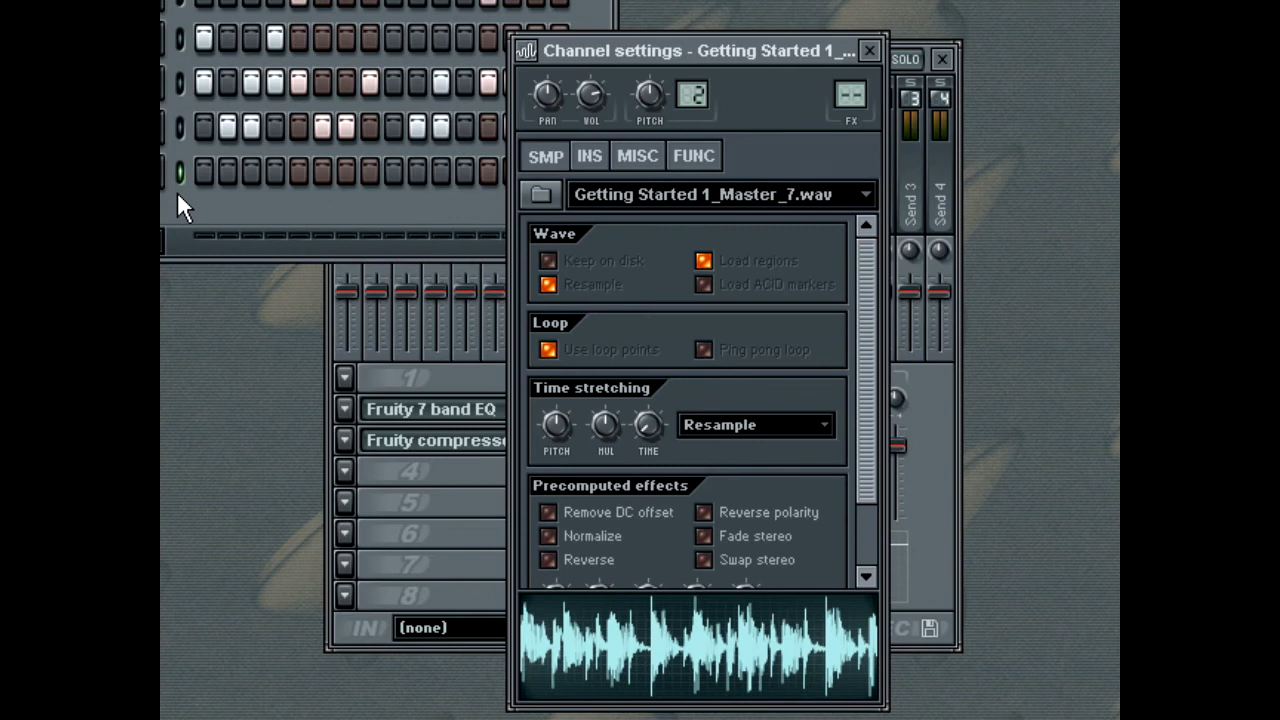 Channel settings - Getting Started 1_...
SOLO
PAN VOL PITCH 2 -- FX
S S
3 4
SMP INS MISC FUNC
Getting Started 1_Master_7.wav
Send 3 Send 4
Wave
Keep on disk Load regions
Resample Load ACID markers
Loop
Use loop points Ping pong loop
Time stretching
Resample
PITCH MUL TIME
1
Fruity 7 band EQ
Fruity compresso
4
5
6
7
8
Precomputed effects
Remove DC offset Reverse polarity
Normalize Fade stereo
Reverse Swap stereo
IN (none)